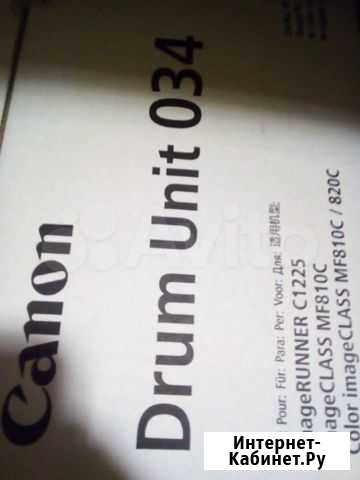 Canon
Drum Unit 034
Pour: Für: Para: Per: Voor: Для: 适用机型:
imageRUNNER C1225
imageCLASS MF810C
Color imageCLASS MF810C / 820C
Avito
Интернет-
Кабинет.Ру